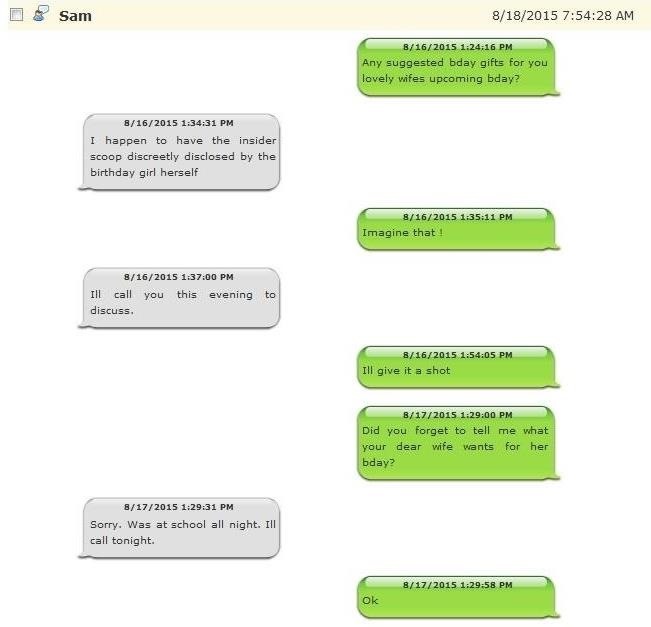 Sam 8/18/2015 7:54:28 AM
8/16/2015 1:24:16 PM
Any suggested bday gifts for you
lovely wifes upcoming bday?
8/16/2015 1:34:31 PM
I happen to have the insider
scoop discreetly disclosed by the
birthday girl herself
8/16/2015 1:35:11 PM
Imagine that !
8/16/2015 1:37:00 PM
Ill call you this evening to
discuss.
8/16/2015 1:54:05 PM
Ill give it a shot
8/17/2015 1:29:00 PM
Did you forget to tell me what
your dear wife wants for her
bday?
8/17/2015 1:29:31 PM
Sorry. Was at school all night. Ill
call tonight.
8/17/2015 1:29:58 PM
Ok